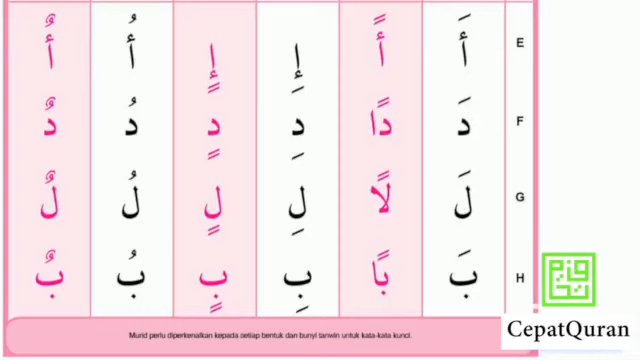 E أَ أً إِ إٍ أُ أٌ
F دَ دًا دِ دٍ دُ دٌ
G لَ لًا لِ لٍ لُ لٌ
H بَ بًا بِ بٍ بُ بٌ
Murid perlu diperkenalkan kepada setiap bentuk dan bunyi tanwin untuk kata-kata kunci.
CepatQuran